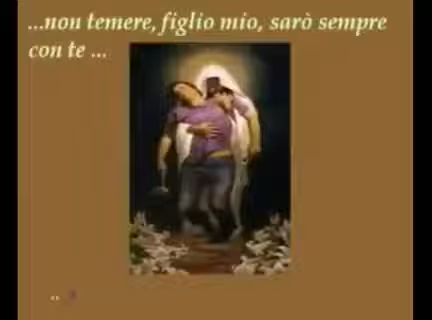 ...non temere, figlio mio, sarò sempre
con te ...